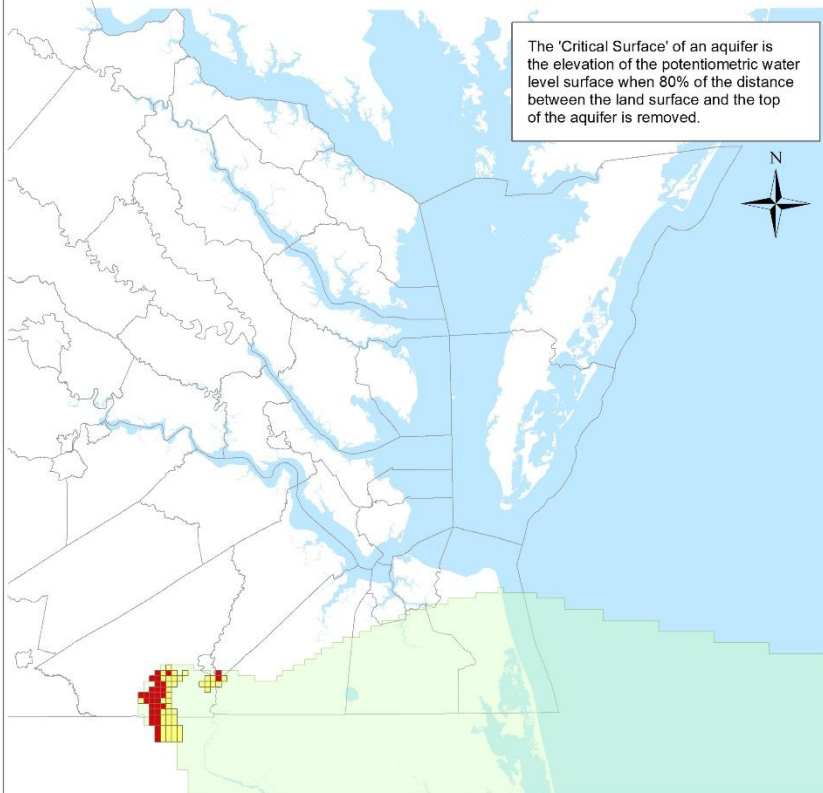 The 'Critical Surface' of an aquifer is
the elevation of the potentiometric water
level surface when 80% of the distance
between the land surface and the top
of the aquifer is removed.
N